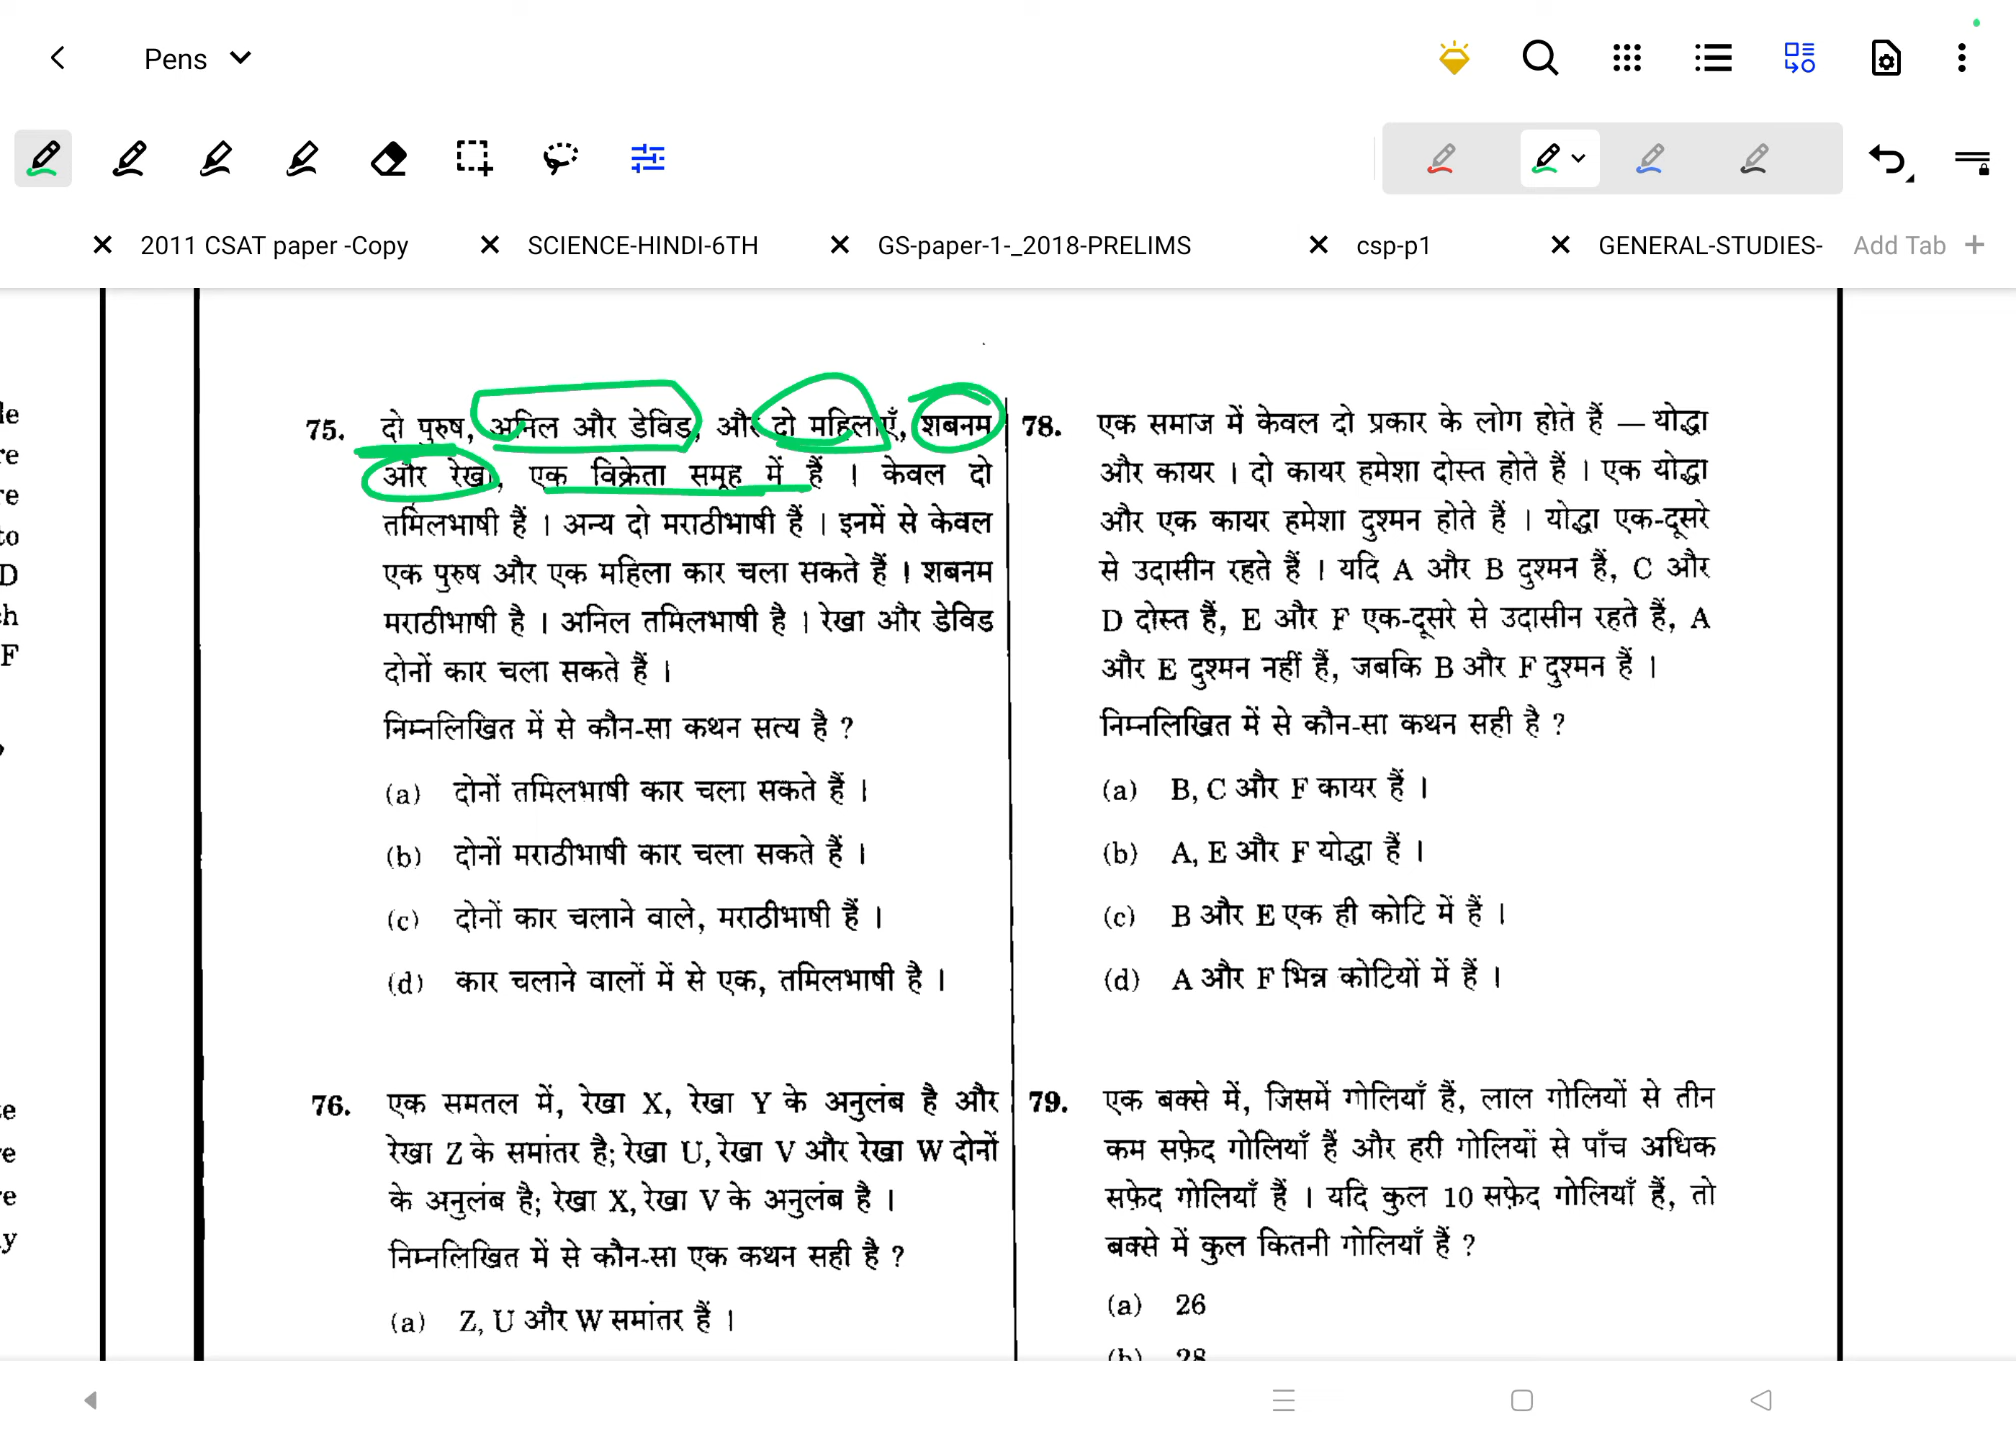 Pens
2011 CSAT paper -Copy
SCIENCE-HINDI-6TH
GS-paper-1-_2018-PRELIMS
csp-p1
GENERAL-STUDIES-
Add Tab +
75. दो पुरुष, अनिल और डेविड, और दो महिलाएँ, शबनम
और रेखा, एक विक्रेता समूह में हैं । केवल दो
तमिलभाषी हैं । अन्य दो मराठीभाषी हैं । इनमें से केवल
एक पुरुष और एक महिला कार चला सकते हैं । शबनम
मराठीभाषी है । अनिल तमिलभाषी है । रेखा और डेविड
दोनों कार चला सकते हैं ।
निम्नलिखित में से कौन-सा कथन सत्य है ?
(a) दोनों तमिलभाषी कार चला सकते हैं ।
(b) दोनों मराठीभाषी कार चला सकते हैं ।
(c) दोनों कार चलाने वाले, मराठीभाषी हैं ।
(d) कार चलाने वालों में से एक, तमिलभाषी है ।
76. एक समतल में, रेखा X, रेखा Y के अनुलंब है और
रेखा Z के समांतर है; रेखा U, रेखा V और रेखा W दोनों
के अनुलंब है; रेखा X, रेखा V के अनुलंब है ।
निम्नलिखित में से कौन-सा एक कथन सही है ?
(a) Z, U और W समांतर हैं ।
78. एक समाज में केवल दो प्रकार के लोग होते हैं — योद्धा
और कायर । दो कायर हमेशा दोस्त होते हैं । एक योद्धा
और एक कायर हमेशा दुश्मन होते हैं । योद्धा एक-दूसरे
से उदासीन रहते हैं । यदि A और B दुश्मन हैं, C और
D दोस्त हैं, E और F एक-दूसरे से उदासीन रहते हैं, A
और E दुश्मन नहीं हैं, जबकि B और F दुश्मन हैं ।
निम्नलिखित में से कौन-सा कथन सही है ?
(a) B, C और F कायर हैं ।
(b) A, E और F योद्धा हैं ।
(c) B और E एक ही कोटि में हैं ।
(d) A और F भिन्न कोटियों में हैं ।
79. एक बक्से में, जिसमें गोलियाँ हैं, लाल गोलियों से तीन
कम सफ़ेद गोलियाँ हैं और हरी गोलियों से पाँच अधिक
सफ़ेद गोलियाँ हैं । यदि कुल 10 सफ़ेद गोलियाँ हैं, तो
बक्से में कुल कितनी गोलियाँ हैं ?
(a) 26
(b) 28